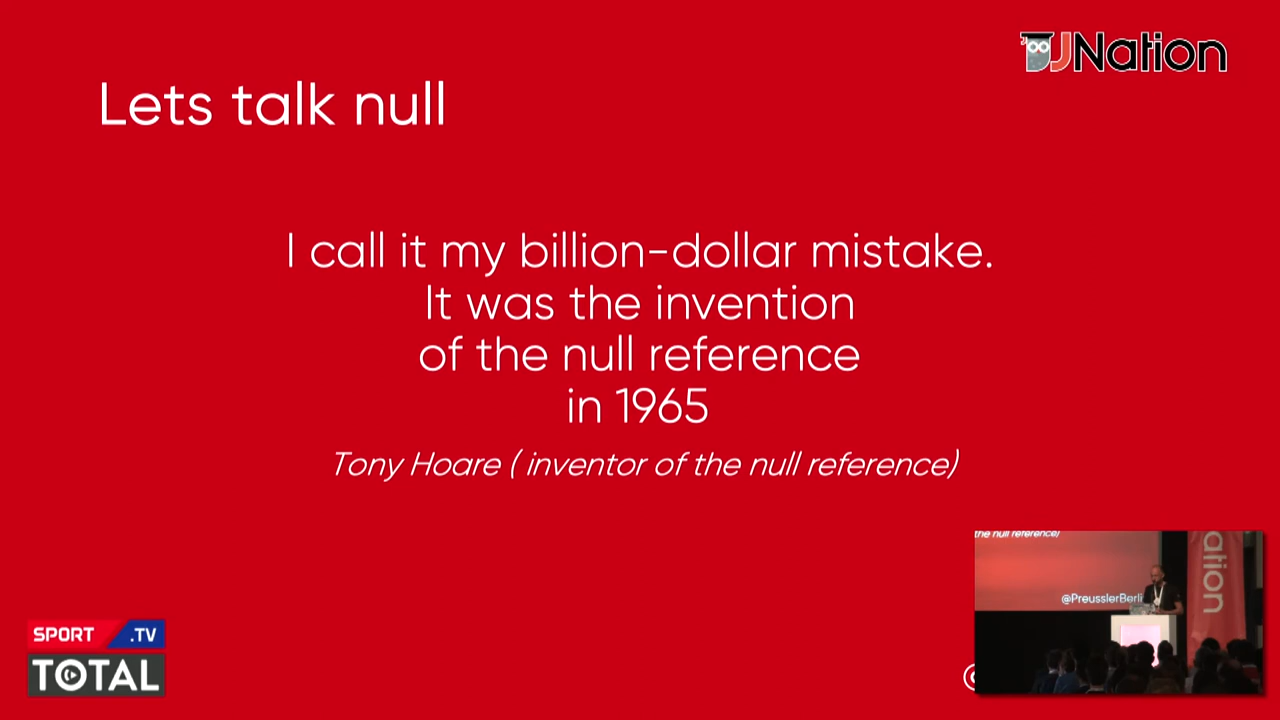 JNation
Lets talk null
I call it my billion-dollar mistake.
It was the invention
of the null reference
in 1965
Tony Hoare ( inventor of the null reference)
the null reference)
@PreusslerBerli
ation
SPORT .TV
TOTAL